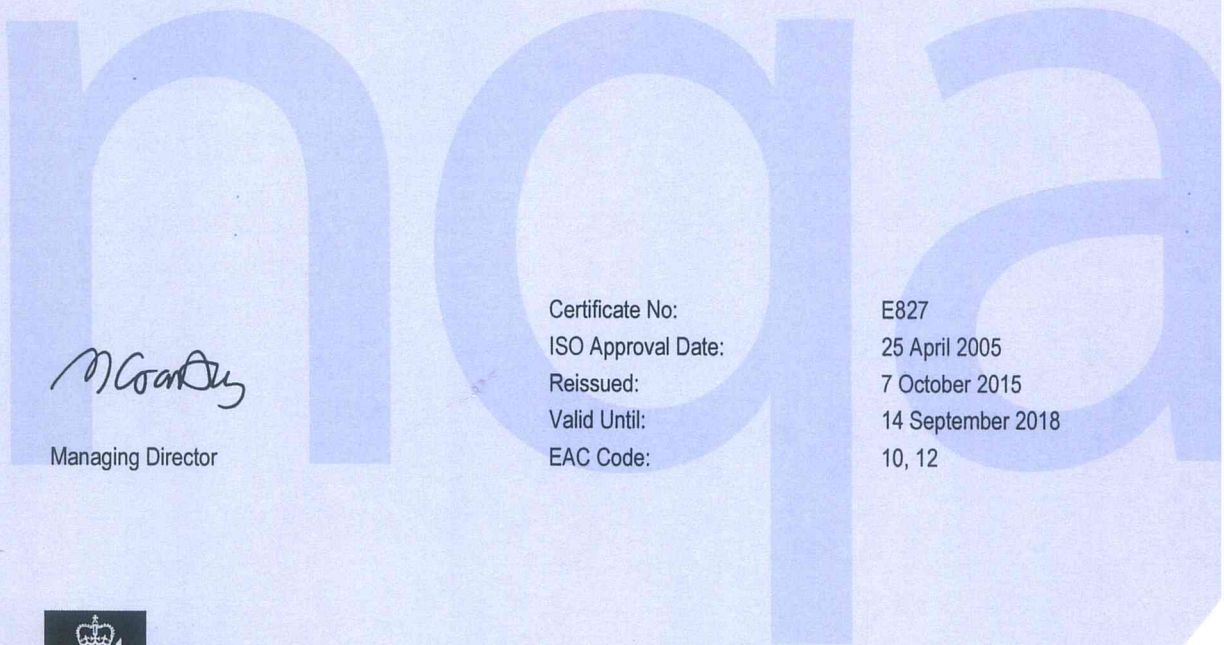 nqa
Certificate No: E827
ISO Approval Date: 25 April 2005
Reissued: 7 October 2015
Valid Until: 14 September 2018
Managing Director
EAC Code: 10, 12